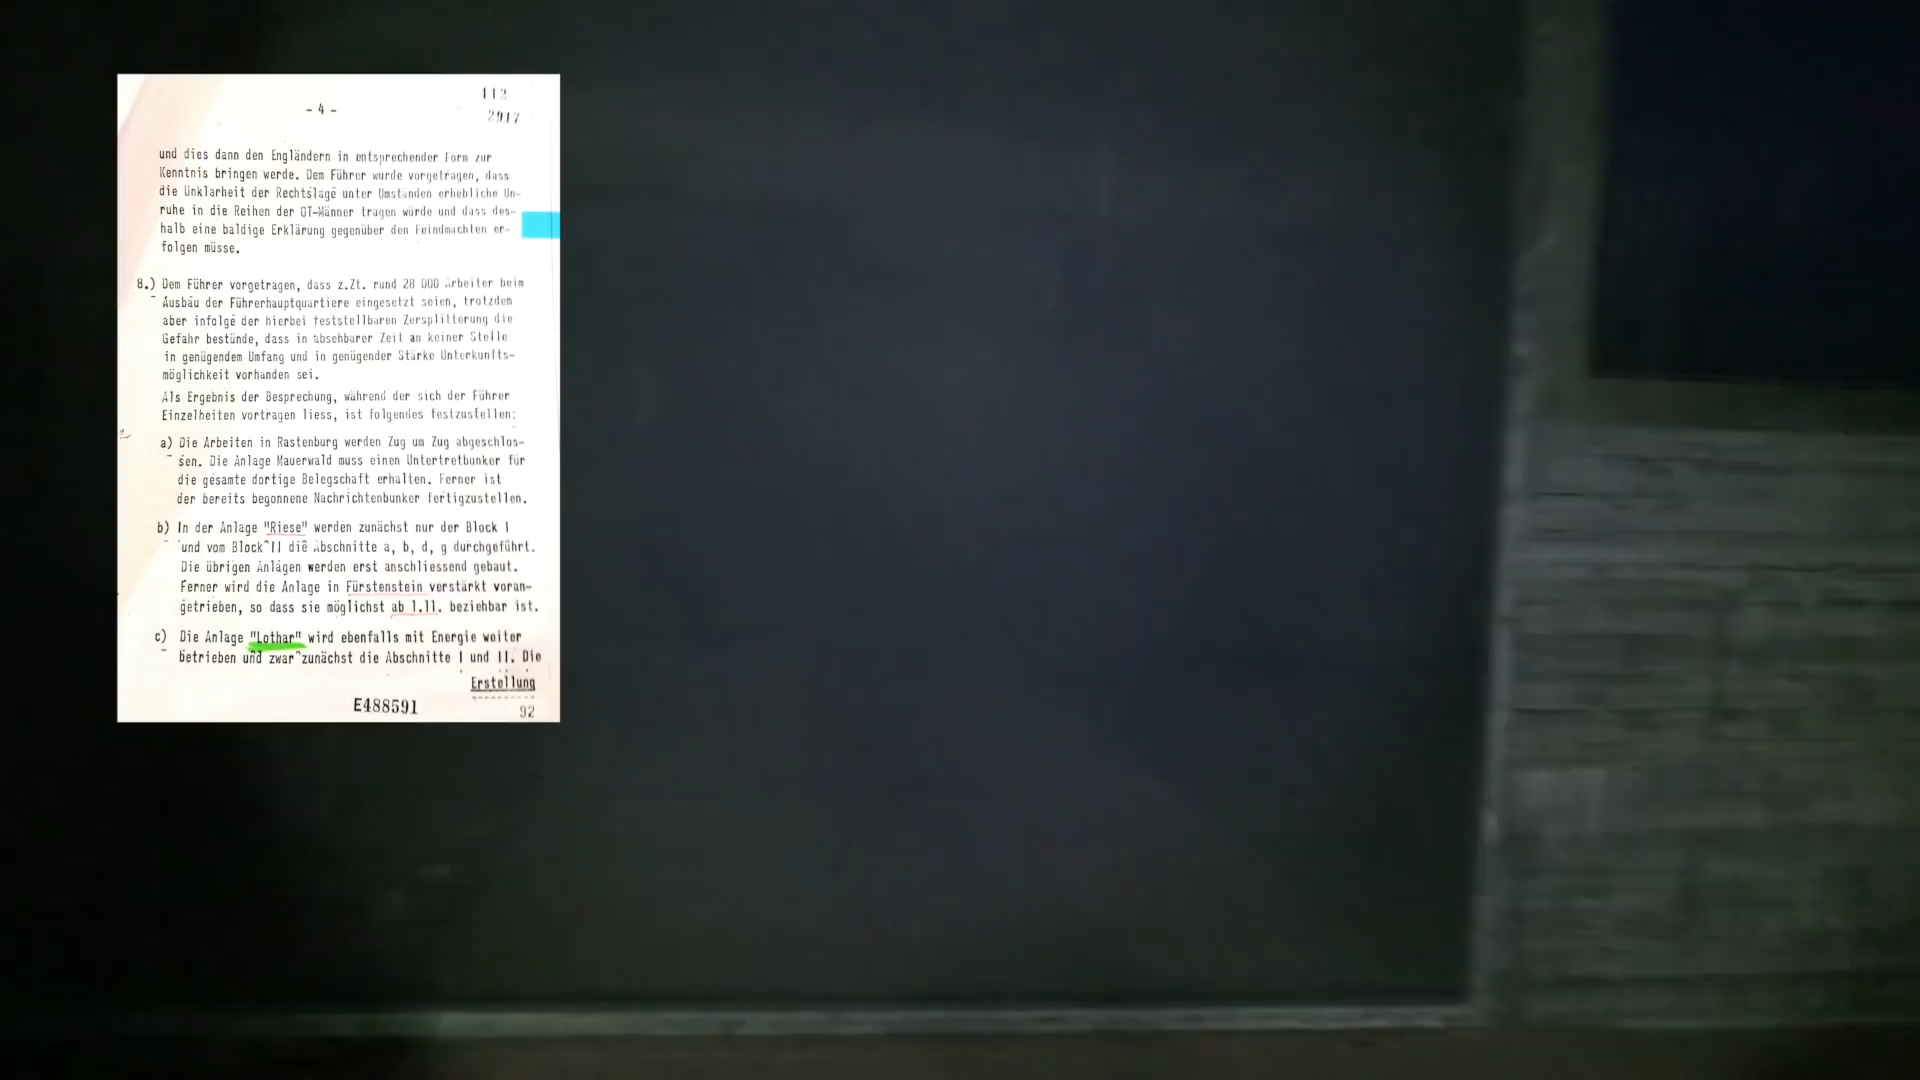 112
- 4 -
2917
und dies dann den Engländern in entsprechender Form zur
Kenntnis bringen werde. Dem Führer wurde vorgetragen, dass
die Unklarheit der Rechtslage unter Umständen erhebliche Un-
ruhe in die Reihen der OT-Männer tragen würde und dass des-
halb eine baldige Erklärung gegenüber den Feindmächten er-
folgen müsse.
8.) Dem Führer vorgetragen, dass z.Zt. rund 28 000 Arbeiter beim
Ausbau der Führerhauptquartiere eingesetzt seien, trotzdem
aber infolge der hierbei feststellbaren Zersplitterung die
Gefahr bestünde, dass in absehbarer Zeit an keiner Stelle
in genügendem Umfang und in genügender Stärke Unterkunfts-
möglichkeit vorhanden sei.
Als Ergebnis der Besprechung, während der sich der Führer
Einzelheiten vortragen liess, ist folgendes festzustellen:
a) Die Arbeiten in Rastenburg werden Zug um Zug abgeschlos-
sen. Die Anlage Mauerwald muss einen Untertretbunker für
die gesamte dortige Belegschaft erhalten. Ferner ist
der bereits begonnene Nachrichtenbunker fertigzustellen.
b) In der Anlage "Riese" werden zunächst nur der Block I
und vom Block II die Abschnitte a, b, d, g durchgeführt.
Die übrigen Anlagen werden erst anschliessend gebaut.
Ferner wird die Anlage in Fürstenstein verstärkt voran-
getrieben, so dass sie möglichst ab 1.11. beziehbar ist.
c) Die Anlage "Lothar" wird ebenfalls mit Energie weiter
betrieben und zwar zunächst die Abschnitte I und II. Die
Erstellung
E488591
92